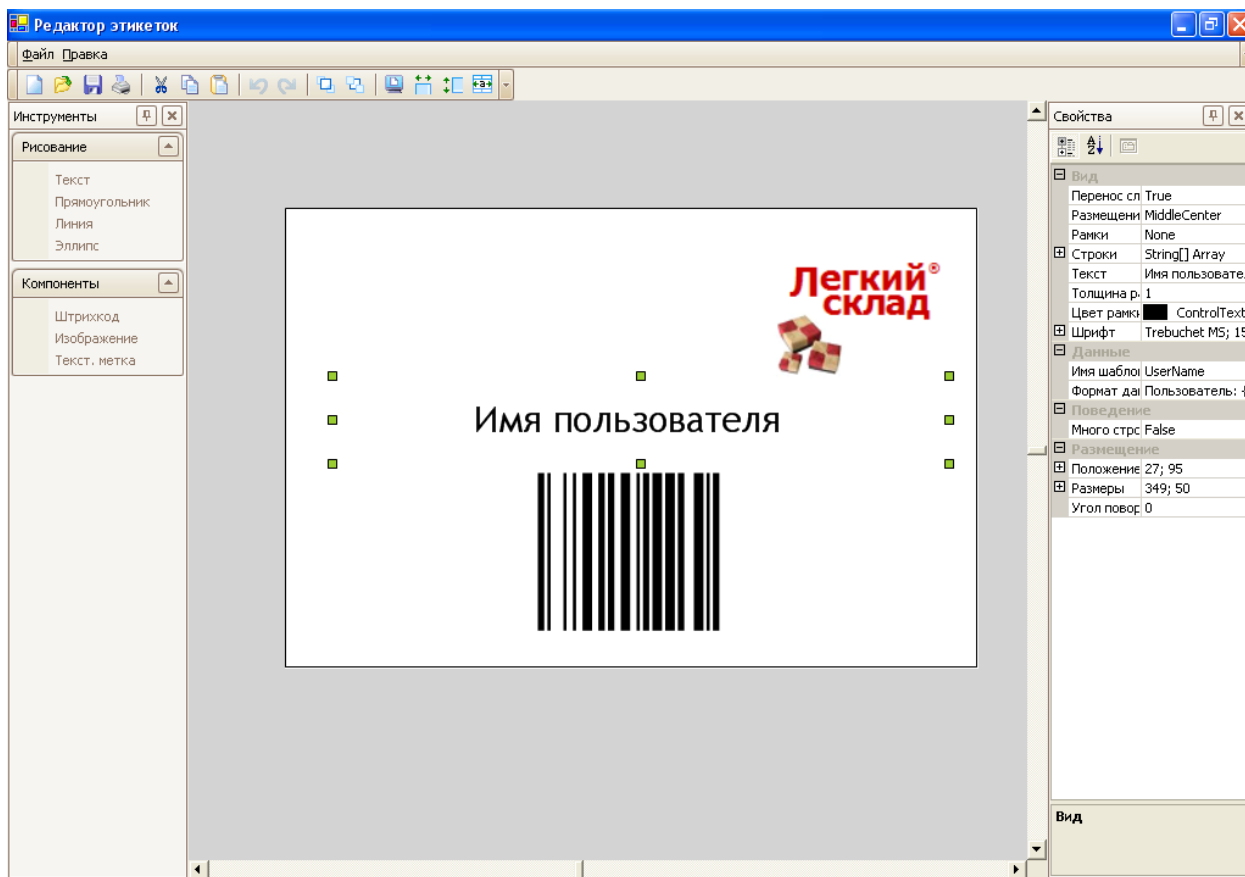 Редактор этикеток
Файл Правка
Инструменты
Рисование
Текст
Прямоугольник
Линия
Эллипс
Компоненты
Штрихкод
Изображение
Текст. метка
Легкий®
склад
Имя пользователя
Свойства
Вид
Перенос сл True
Размещени MiddleCenter
Рамки None
Строки String[] Array
Текст Имя пользовате
Толщина р 1
Цвет рамк ControlText
Шрифт Trebuchet MS; 15
Данные
Имя шабло UserName
Формат да Пользователь: {
Поведение
Много стрс False
Размещение
Положение 27; 95
Размеры 349; 50
Угол повор 0
Вид